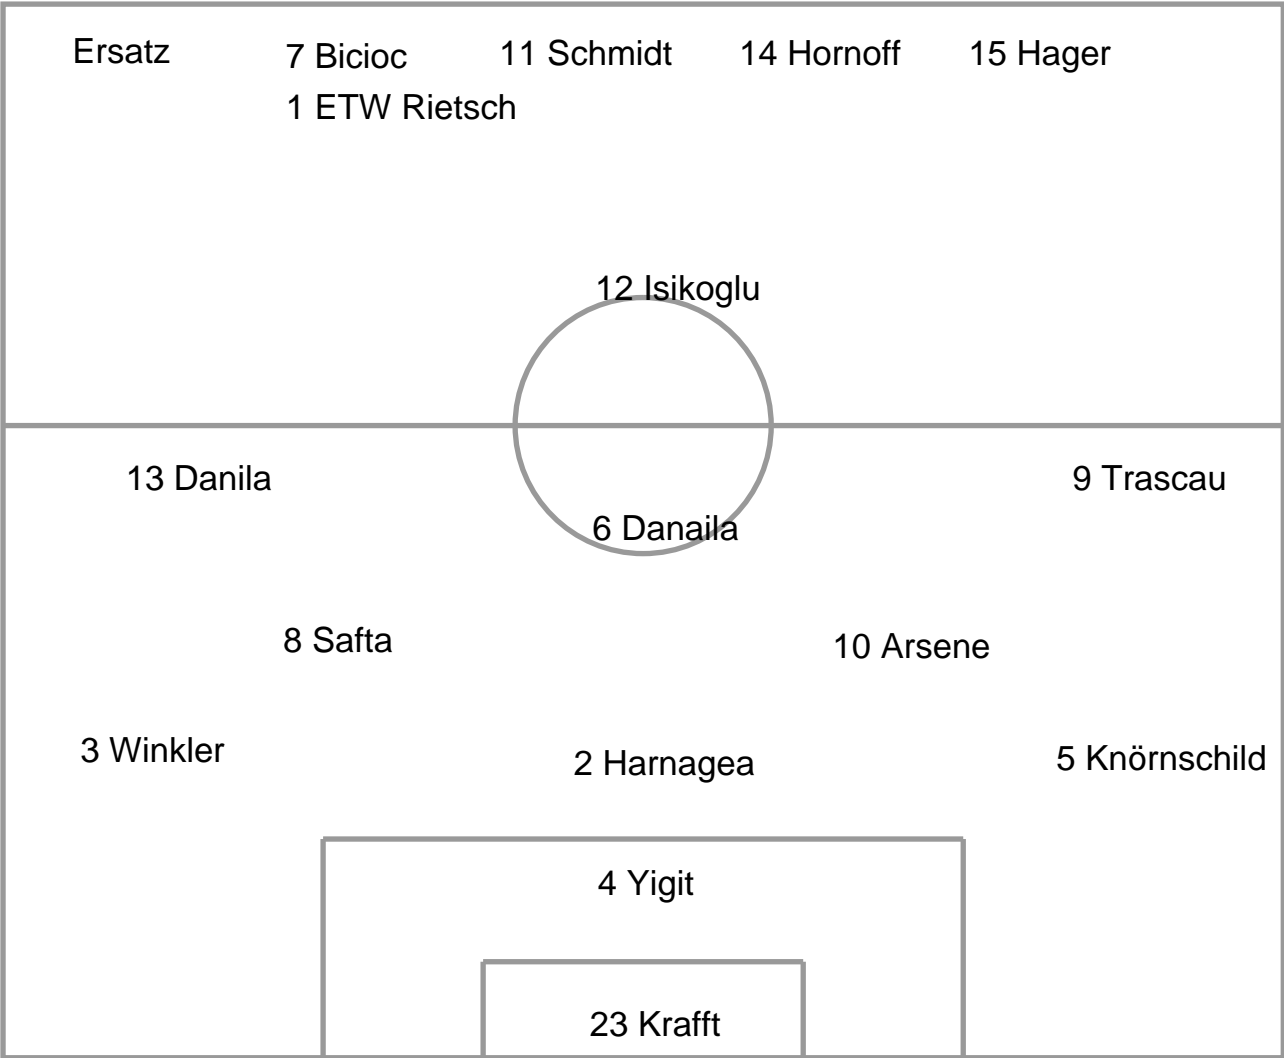 Ersatz 7 Bicioc 11 Schmidt 14 Hornoff 15 Hager
1 ETW Rietsch
12 Isikoglu
13 Danila 9 Trascau
6 Danaila
8 Safta 10 Arsene
3 Winkler 2 Harnagea 5 Knörnschild
4 Yigit
23 Krafft